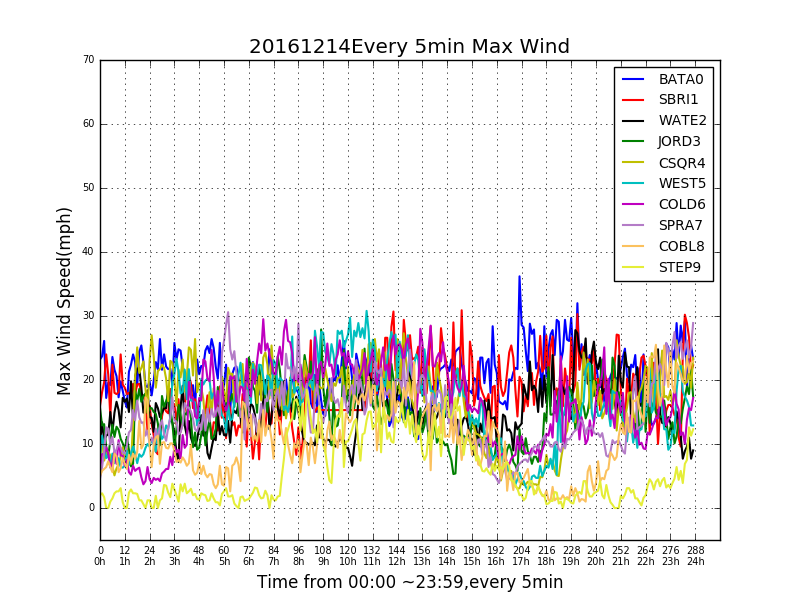 20161214Every 5min Max Wind
70
60
50
40
30
20
10
0
Max Wind Speed(mph)
BATA0
SBRI1
WATE2
JORD3
CSQR4
WEST5
COLD6
SPRA7
COBL8
STEP9
0 12 24 36 48 60 72 84 96 108 120 132 144 156 168 180 192 204 216 228 240 252 264 276 288
0h 1h 2h 3h 4h 5h 6h 7h 8h 9h 10h 11h 12h 13h 14h 15h 16h 17h 18h 19h 20h 21h 22h 23h 24h
Time from 00:00 ~23:59,every 5min